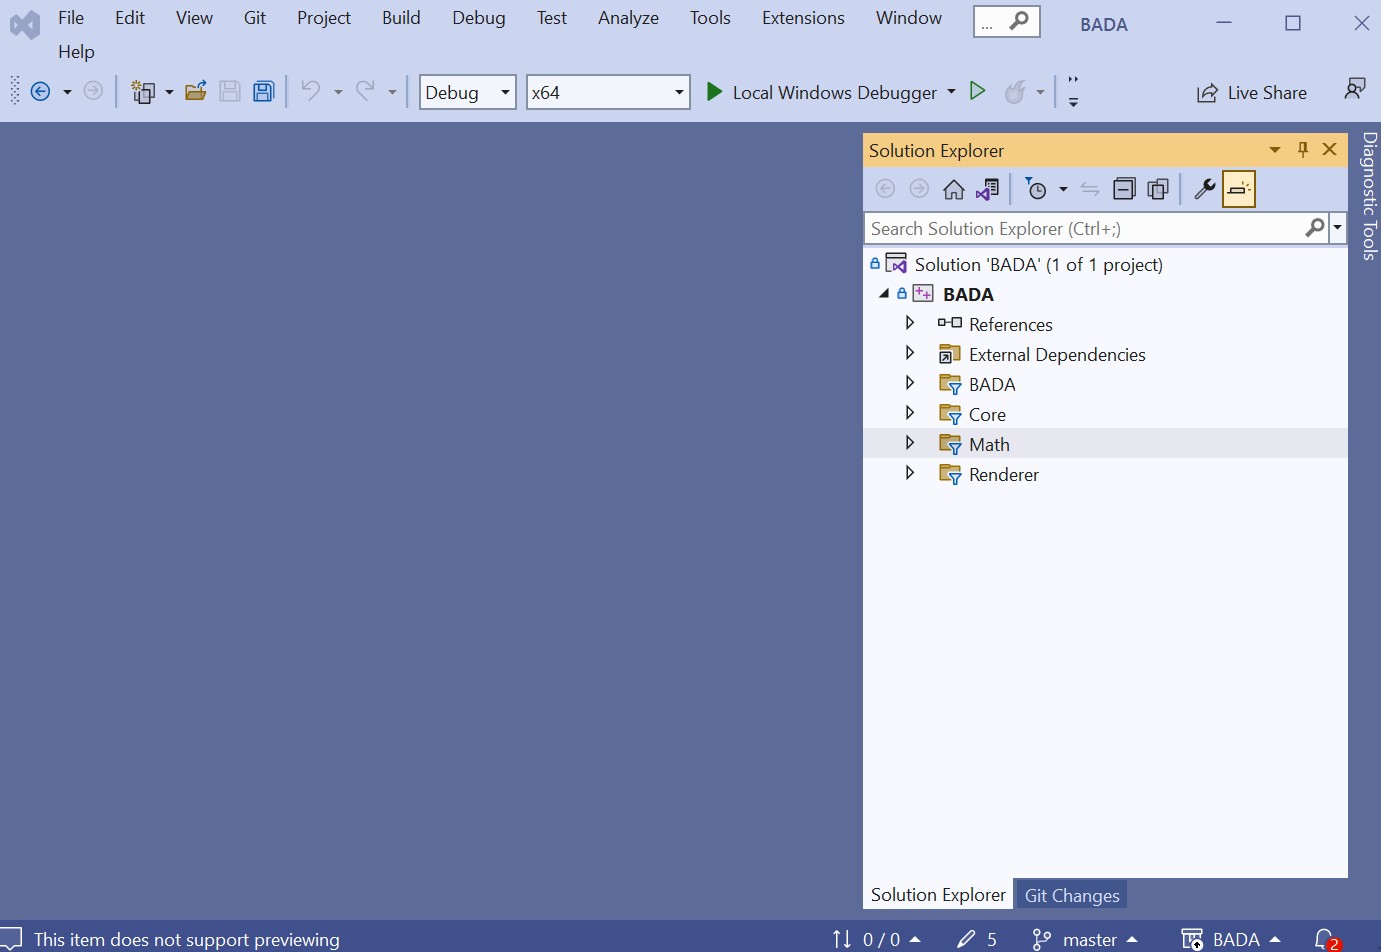 File Edit View Git Project Build Debug Test Analyze Tools Extensions Window ... BADA
Help
Debug x64 Local Windows Debugger Live Share
Solution Explorer
Diagnostic Tools
Search Solution Explorer (Ctrl+;)
Solution 'BADA' (1 of 1 project)
BADA
References
External Dependencies
BADA
Core
Math
Renderer
Solution Explorer Git Changes
This item does not support previewing 0 / 0 5 master BADA 2